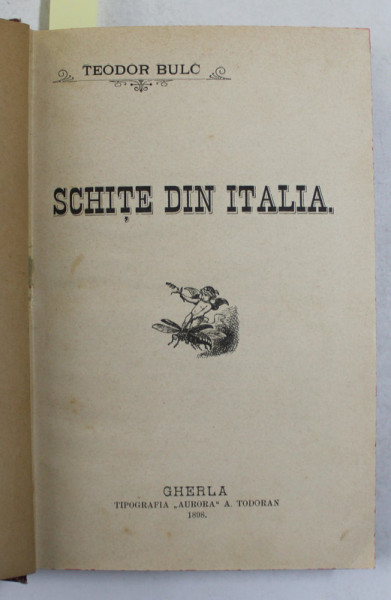 TEODOR BULC
SCHIȚE DIN ITALIA.
GHERLA
TIPOGRAFIA „AURORA“ A. TODORAN
1898.